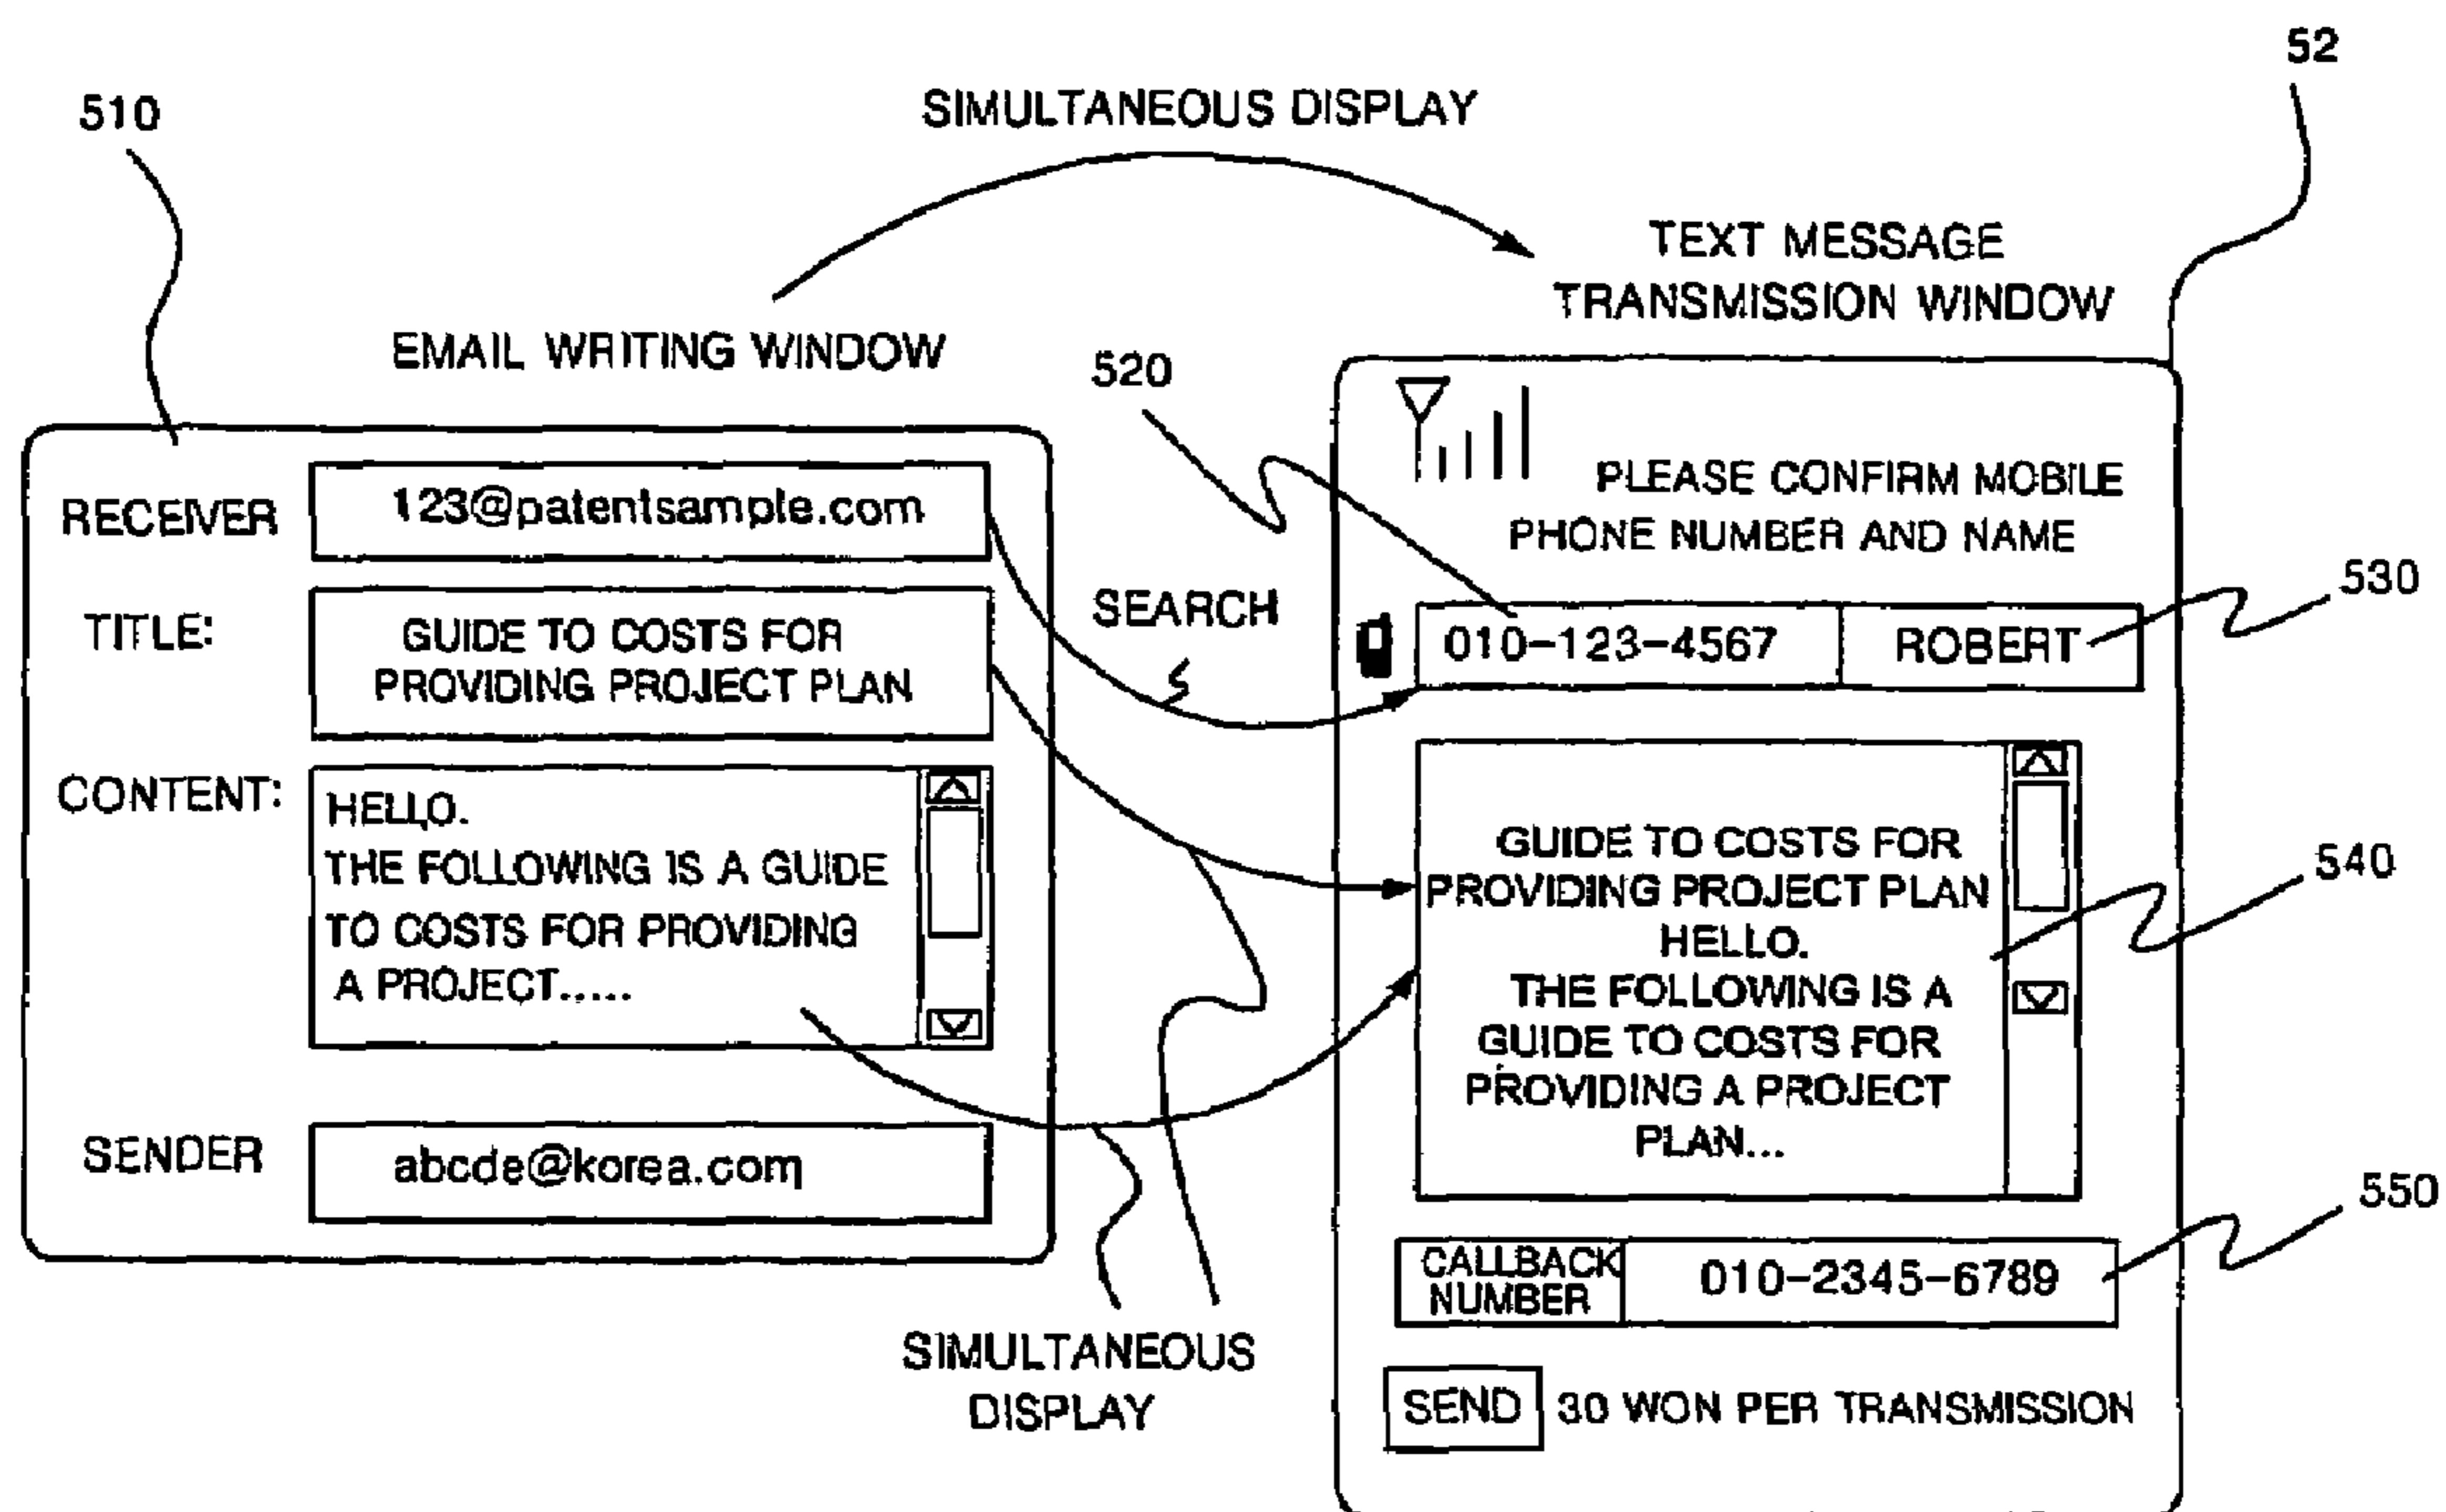 52
510
SIMULTANEOUS DISPLAY
TEXT MESSAGE
TRANSMISSION WINDOW
EMAIL WRITING WINDOW
520
RECEIVER
123@patentsample.com
TITLE:
GUIDE TO COSTS FOR
PROVIDING PROJECT PLAN
CONTENT:
HELLO.
THE FOLLOWING IS A GUIDE
TO COSTS FOR PROVIDING
A PROJECT.....
SENDER
abcde@korea.com
SEARCH
SIMULTANEOUS
DISPLAY
PLEASE CONFIRM MOBILE
PHONE NUMBER AND NAME
530
010-123-4567
ROBERT
GUIDE TO COSTS FOR
PROVIDING PROJECT PLAN
HELLO.
THE FOLLOWING IS A
GUIDE TO COSTS FOR
PROVIDING A PROJECT
PLAN...
540
550
CALLBACK
NUMBER
010-2345-6789
SEND
30 WON PER TRANSMISSION